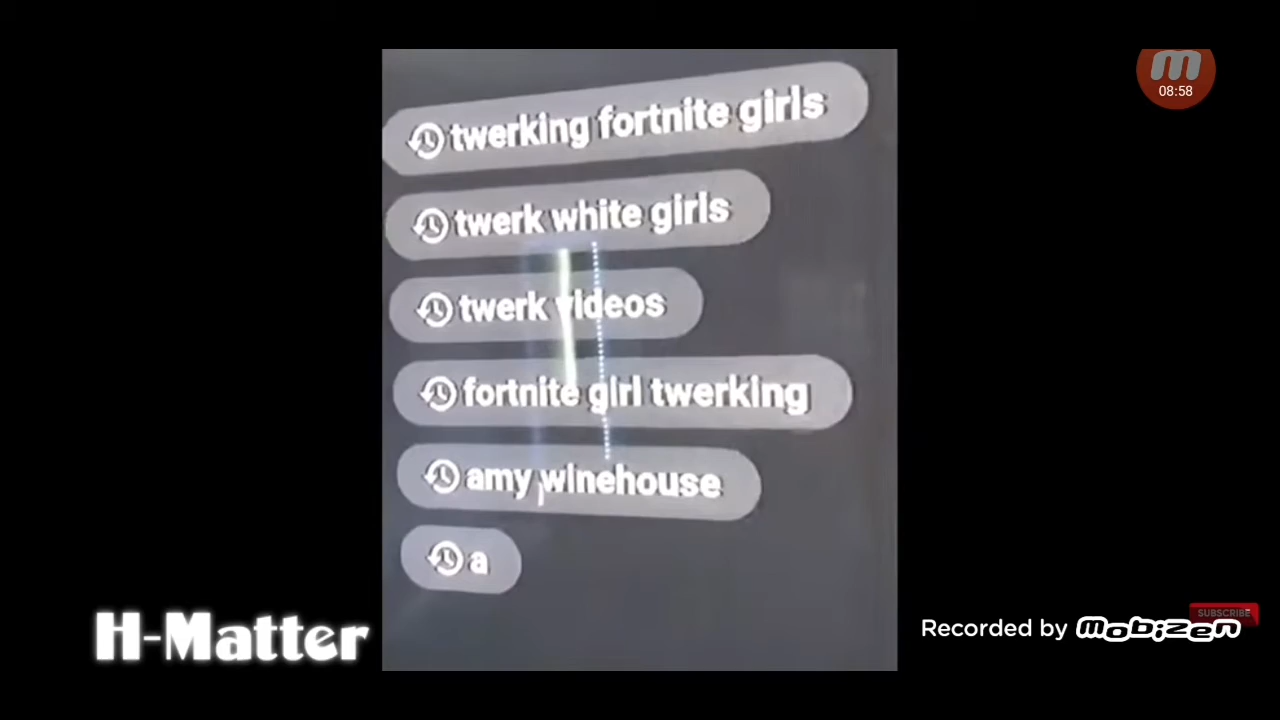 08:58
twerking fortnite girls
twerk white girls
twerk videos
fortnite girl twerking
amy winehouse
a
H-Matter
SUBSCRIBE
Recorded by mobizen